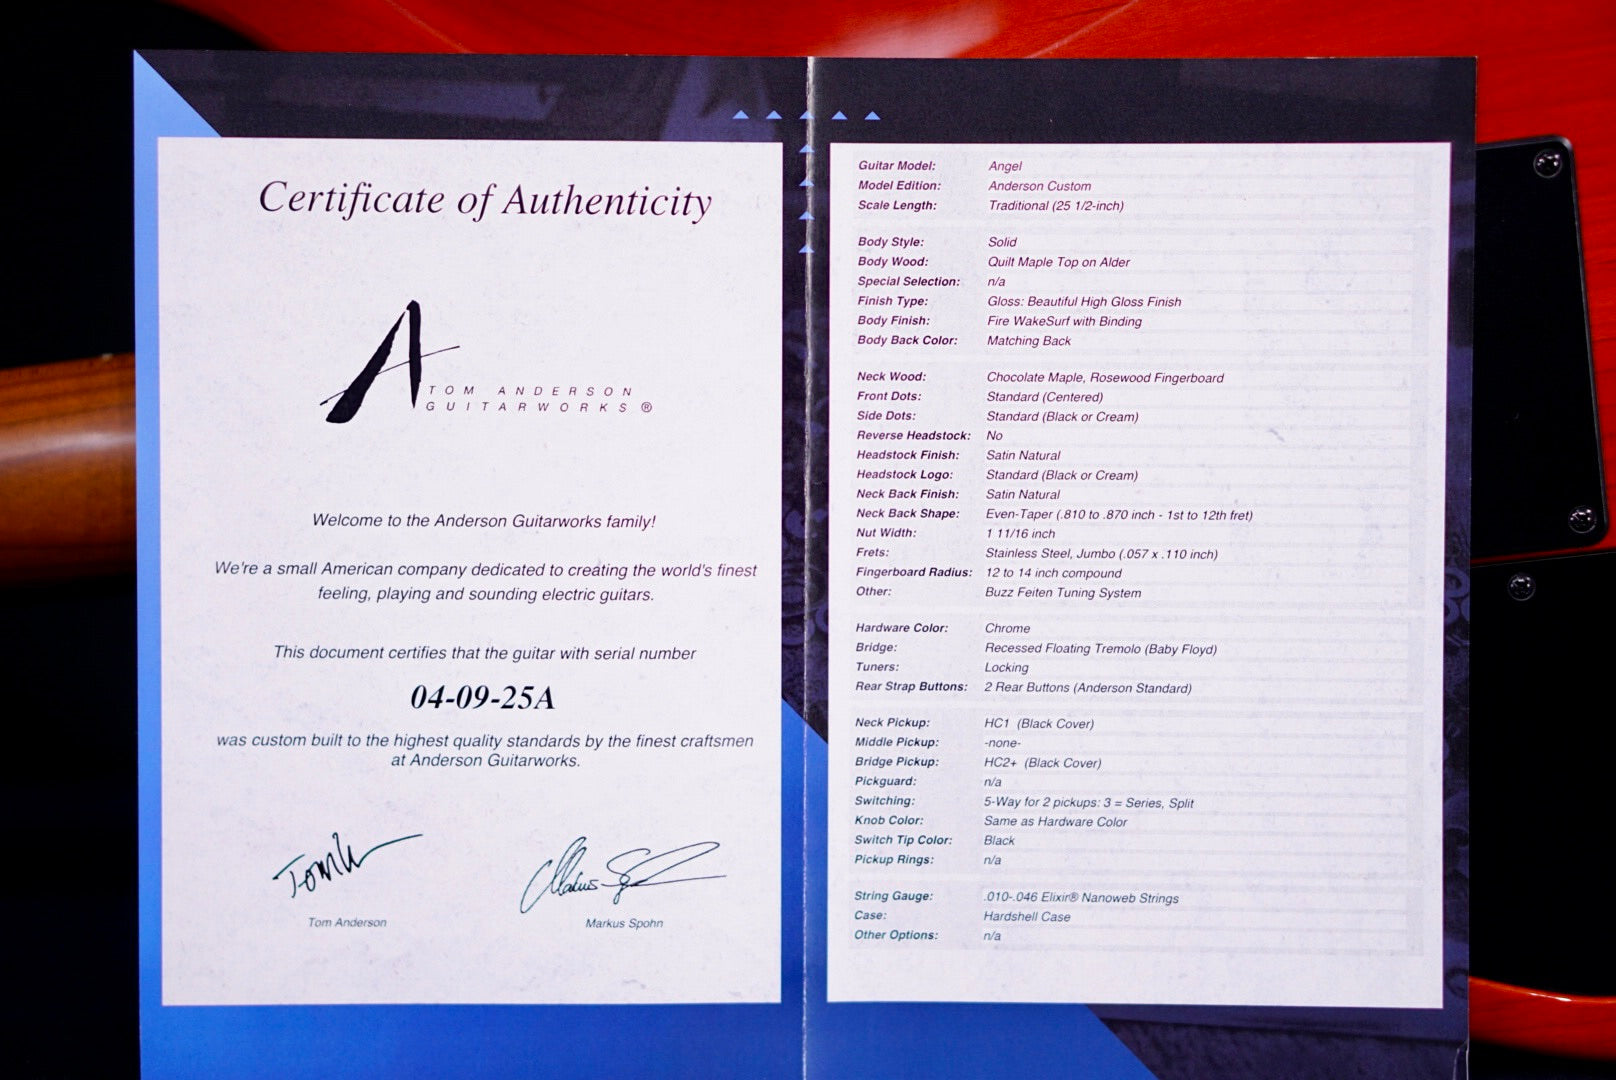 Certificate of Authenticity
TOM ANDERSON
GUITARWORKS ®
Welcome to the Anderson Guitarworks family!
We're a small American company dedicated to creating the world's finest
feeling, playing and sounding electric guitars.
This document certifies that the guitar with serial number
04-09-25A
was custom built to the highest quality standards by the finest craftsmen
at Anderson Guitarworks.
Tom Anderson
Markus Spohn
Guitar Model: Angel
Model Edition: Anderson Custom
Scale Length: Traditional (25 1/2-inch)
Body Style: Solid
Body Wood: Quilt Maple Top on Alder
Special Selection: n/a
Finish Type: Gloss: Beautiful High Gloss Finish
Body Finish: Fire WakeSurf with Binding
Body Back Color: Matching Back
Neck Wood: Chocolate Maple, Rosewood Fingerboard
Front Dots: Standard (Centered)
Side Dots: Standard (Black or Cream)
Reverse Headstock: No
Headstock Finish: Satin Natural
Headstock Logo: Standard (Black or Cream)
Neck Back Finish: Satin Natural
Neck Back Shape: Even-Taper (.810 to .870 inch - 1st to 12th fret)
Nut Width: 1 11/16 inch
Frets: Stainless Steel, Jumbo (.057 x .110 inch)
Fingerboard Radius: 12 to 14 inch compound
Other: Buzz Feiten Tuning System
Hardware Color: Chrome
Bridge: Recessed Floating Tremolo (Baby Floyd)
Tuners: Locking
Rear Strap Buttons: 2 Rear Buttons (Anderson Standard)
Neck Pickup: HC1 (Black Cover)
Middle Pickup: -none-
Bridge Pickup: HC2+ (Black Cover)
Pickguard: n/a
Switching: 5-Way for 2 pickups: 3 = Series, Split
Knob Color: Same as Hardware Color
Switch Tip Color: Black
Pickup Rings: n/a
String Gauge: .010-.046 Elixir® Nanoweb Strings
Case: Hardshell Case
Other Options: n/a